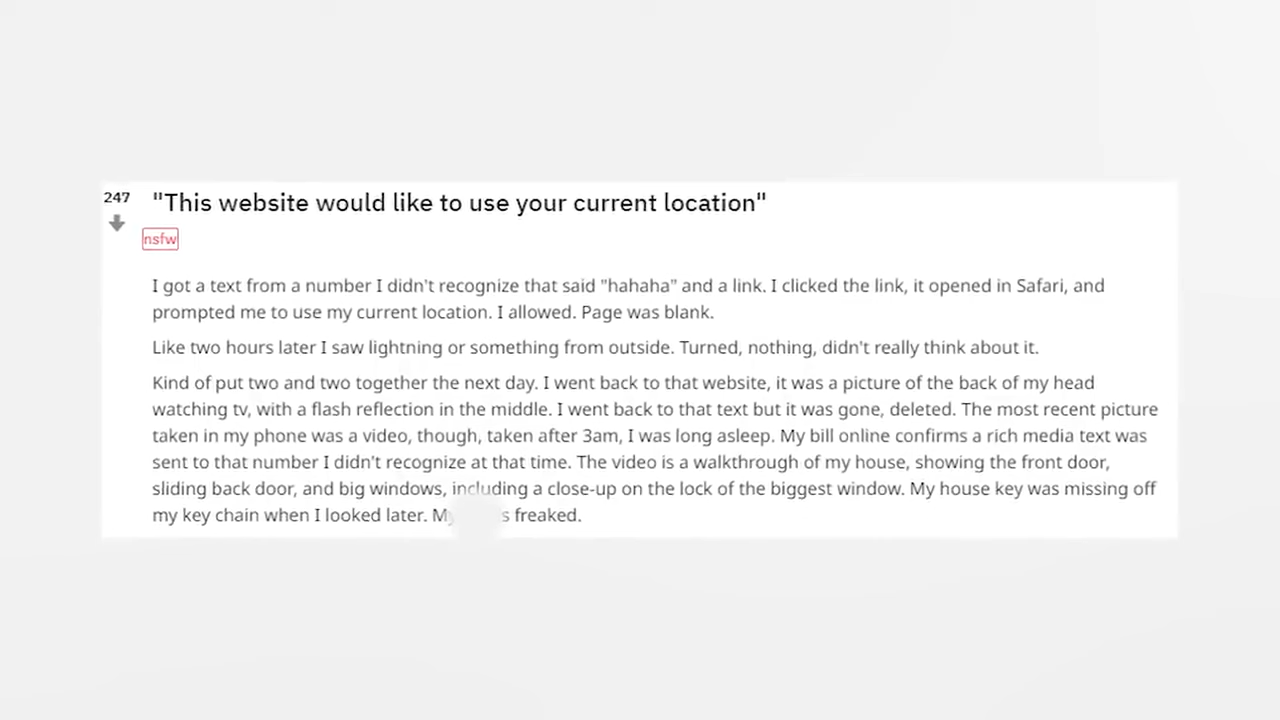 247
"This website would like to use your current location"
nsfw
I got a text from a number I didn't recognize that said "hahaha" and a link. I clicked the link, it opened in Safari, and
prompted me to use my current location. I allowed. Page was blank.
Like two hours later I saw lightning or something from outside. Turned, nothing, didn't really think about it.
Kind of put two and two together the next day. I went back to that website, it was a picture of the back of my head
watching tv, with a flash reflection in the middle. I went back to that text but it was gone, deleted. The most recent picture
taken in my phone was a video, though, taken after 3am, I was long asleep. My bill online confirms a rich media text was
sent to that number I didn't recognize at that time. The video is a walkthrough of my house, showing the front door,
sliding back door, and big windows, including a close-up on the lock of the biggest window. My house key was missing off
my key chain when I looked later. freaked.